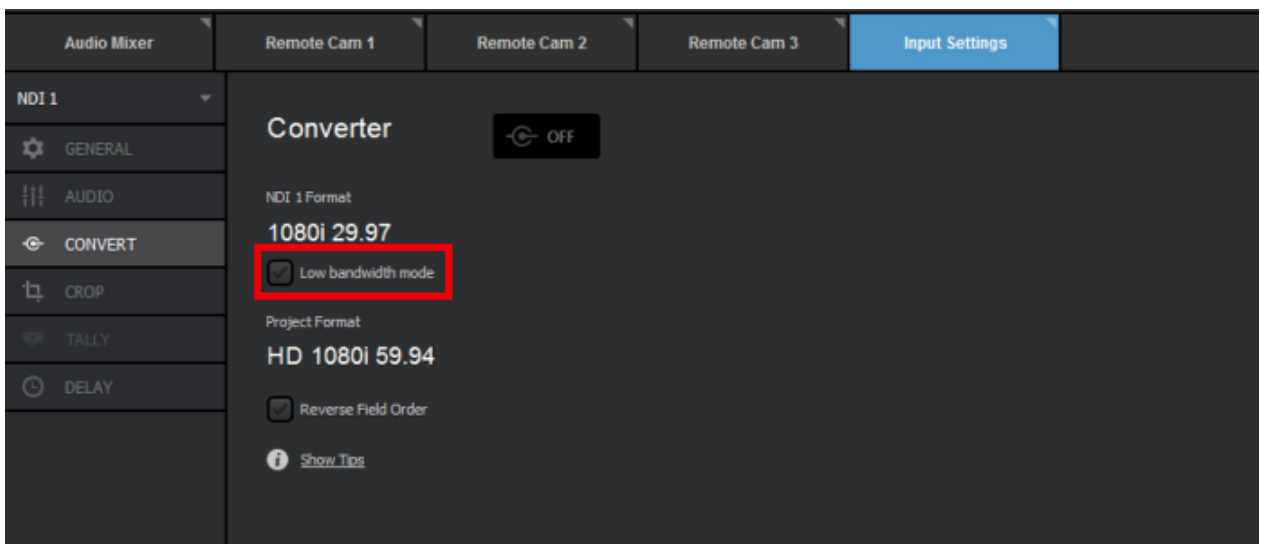 Audio Mixer
Remote Cam 1
Remote Cam 2
Remote Cam 3
Input Settings
NDI 1
GENERAL
AUDIO
CONVERT
CROP
TALLY
DELAY
Converter
OFF
NDI 1 Format
1080i 29.97
Low bandwidth mode
Project Format
HD 1080i 59.94
Reverse Field Order
Show Tips